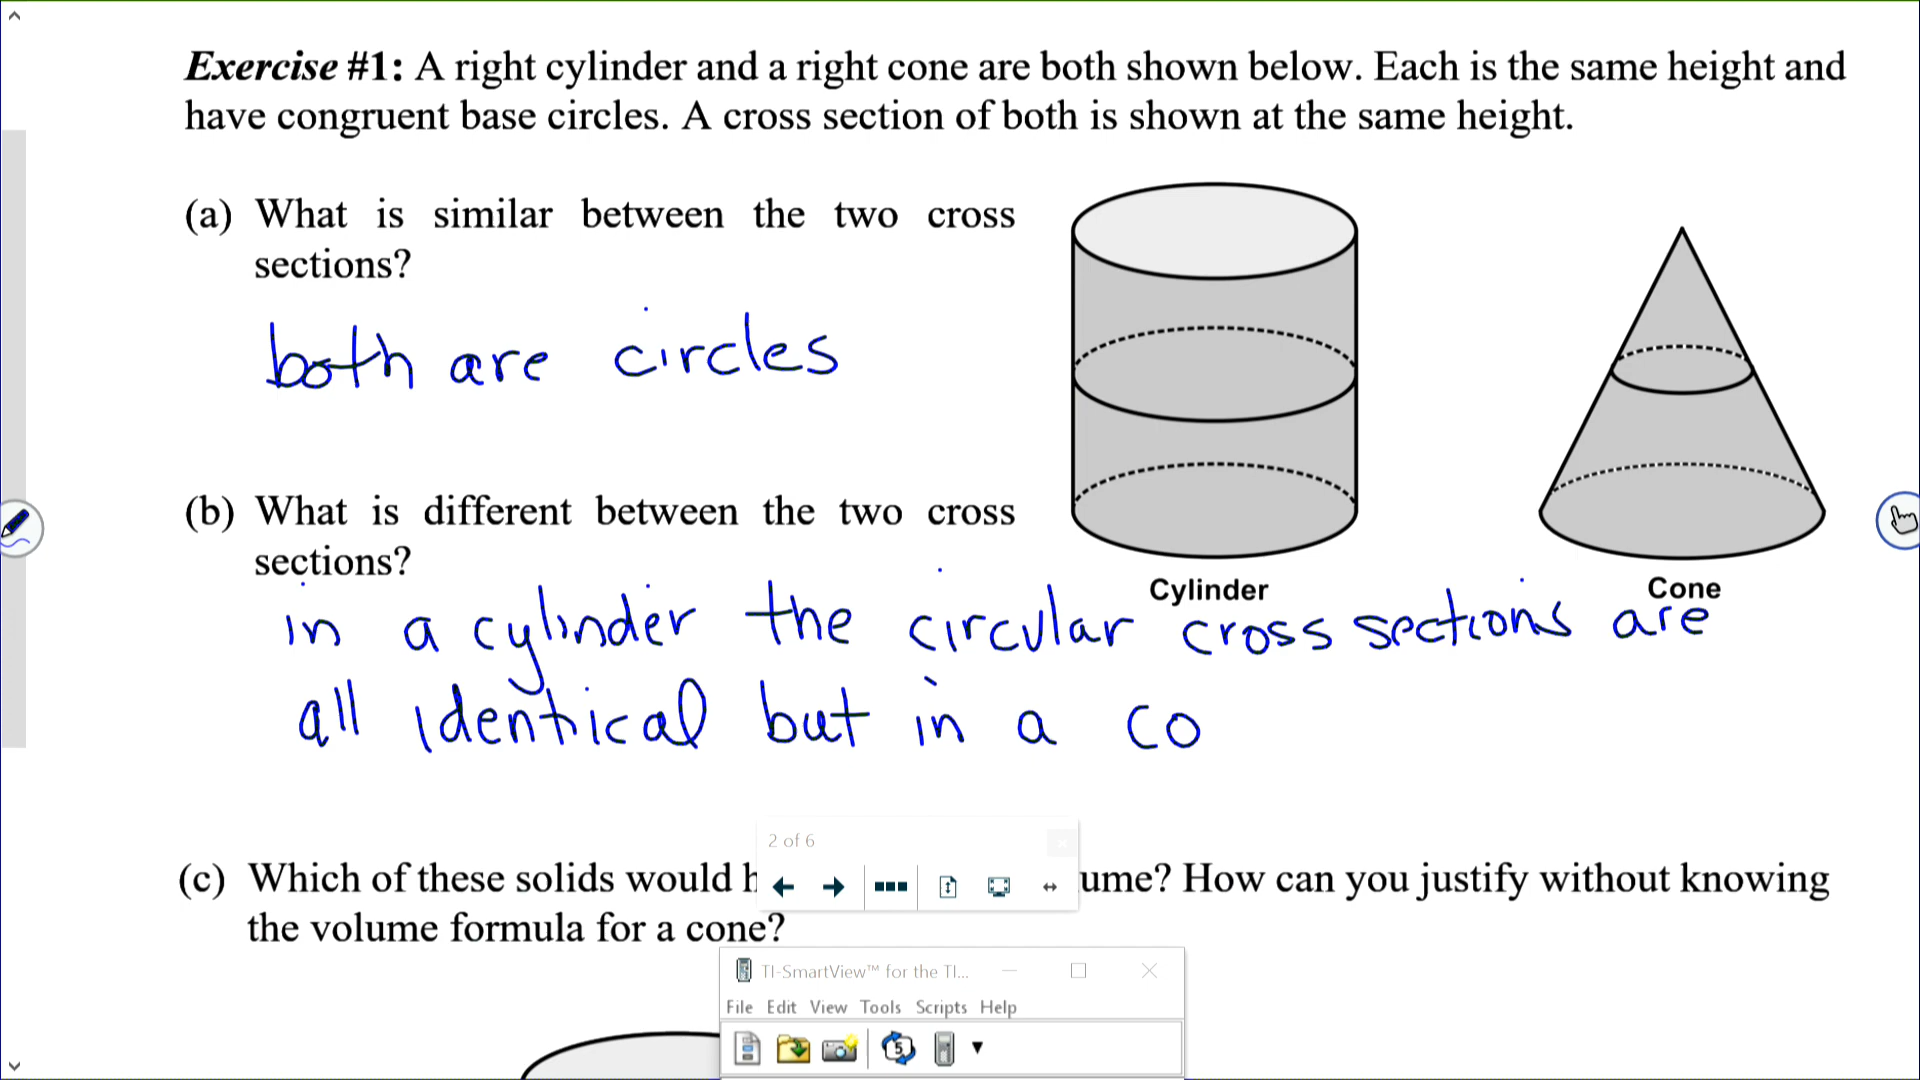 Exercise #1: A right cylinder and a right cone are both shown below. Each is the same height and
have congruent base circles. A cross section of both is shown at the same height.
(a) What is similar between the two cross
sections?
both are circles
(b) What is different between the two cross
sections?
Cylinder
Cone
in a cylinder the circular cross sections are
all identical but in a co
2 of 6
(c) Which of these solids would h ume? How can you justify without knowing
the volume formula for a cone?
TI-SmartView™ for the TI...
File Edit View Tools Scripts Help
5